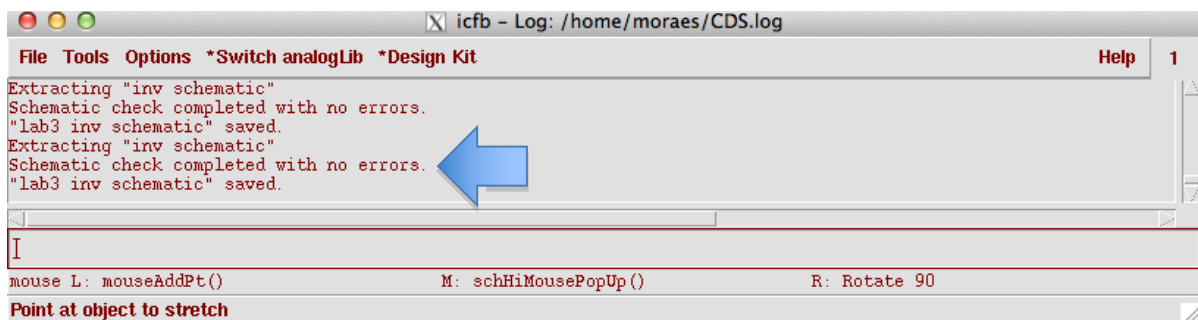 icfb – Log: /home/moraes/CDS.log
File Tools Options *Switch analogLib *Design Kit Help 1
Extracting "inv schematic"
Schematic check completed with no errors.
"lab3 inv schematic" saved.
Extracting "inv schematic"
Schematic check completed with no errors.
"lab3 inv schematic" saved.
mouse L: mouseAddPt() M: schHiMousePopUp() R: Rotate 90
Point at object to stretch